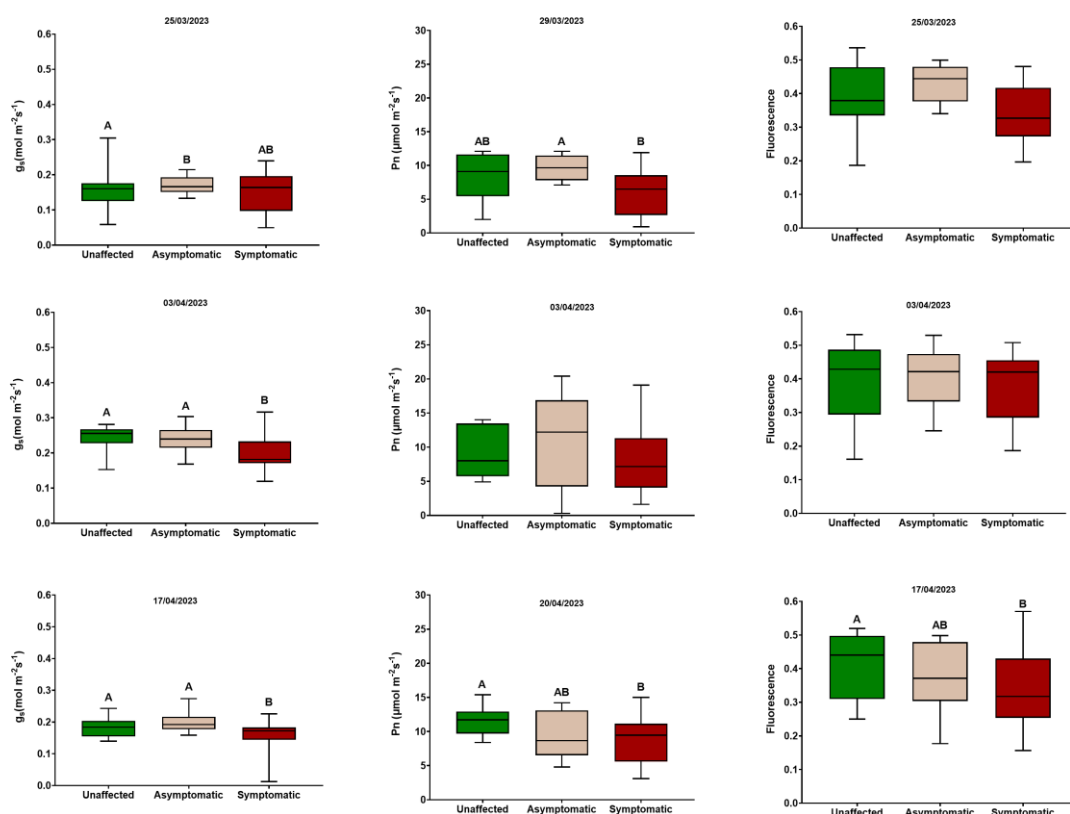 25/03/2023
0.6
0.5
0.4
0.3
0.2
0.1
0.0
gs(mol m⁻²s⁻¹)
A
B
AB
Unaffected Asymptomatic Symptomatic
29/03/2023
30
25
20
15
10
5
0
Pn (µmol m⁻²s⁻¹)
AB
A
B
Unaffected Asymptomatic Symptomatic
25/03/2023
0.6
0.5
0.4
0.3
0.2
0.1
0.0
Fluorescence
Unaffected Asymptomatic Symptomatic
03/04/2023
0.6
0.5
0.4
0.3
0.2
0.1
0.0
gs(mol m⁻²s⁻¹)
A
A
B
Unaffected Asymptomatic Symptomatic
03/04/2023
30
25
20
15
10
5
0
Pn (µmol m⁻²s⁻¹)
Unaffected Asymptomatic Symptomatic
03/04/2023
0.6
0.5
0.4
0.3
0.2
0.1
0.0
Fluorescence
Unaffected Asymptomatic Symptomatic
17/04/2023
0.6
0.5
0.4
0.3
0.2
0.1
0.0
gs(mol m⁻²s⁻¹)
A
A
B
Unaffected Asymptomatic Symptomatic
20/04/2023
30
25
20
15
10
5
0
Pn (µmol m⁻²s⁻¹)
A
AB
B
Unaffected Asymptomatic Symptomatic
17/04/2023
0.6
0.5
0.4
0.3
0.2
0.1
0.0
Fluorescence
A
AB
B
Unaffected Asymptomatic Symptomatic